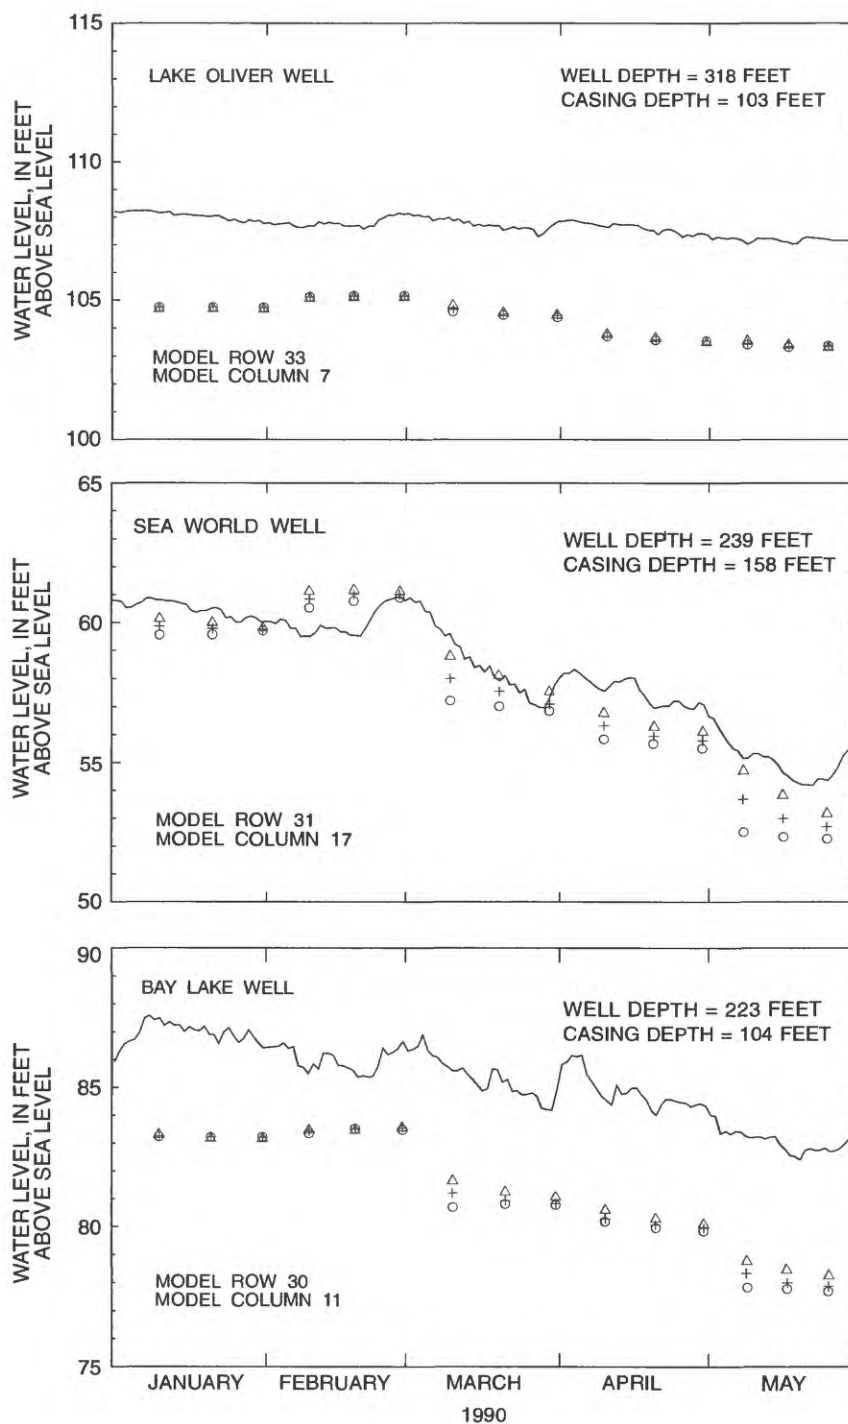 115
LAKE OLIVER WELL
WELL DEPTH = 318 FEET
CASING DEPTH = 103 FEET
110
105
100
WATER LEVEL, IN FEET
ABOVE SEA LEVEL
MODEL ROW 33
MODEL COLUMN 7
65
SEA WORLD WELL
WELL DEPTH = 239 FEET
CASING DEPTH = 158 FEET
60
55
50
WATER LEVEL, IN FEET
ABOVE SEA LEVEL
MODEL ROW 31
MODEL COLUMN 17
90
BAY LAKE WELL
WELL DEPTH = 223 FEET
CASING DEPTH = 104 FEET
85
80
75
WATER LEVEL, IN FEET
ABOVE SEA LEVEL
MODEL ROW 30
MODEL COLUMN 11
JANUARY FEBRUARY MARCH APRIL MAY
1990